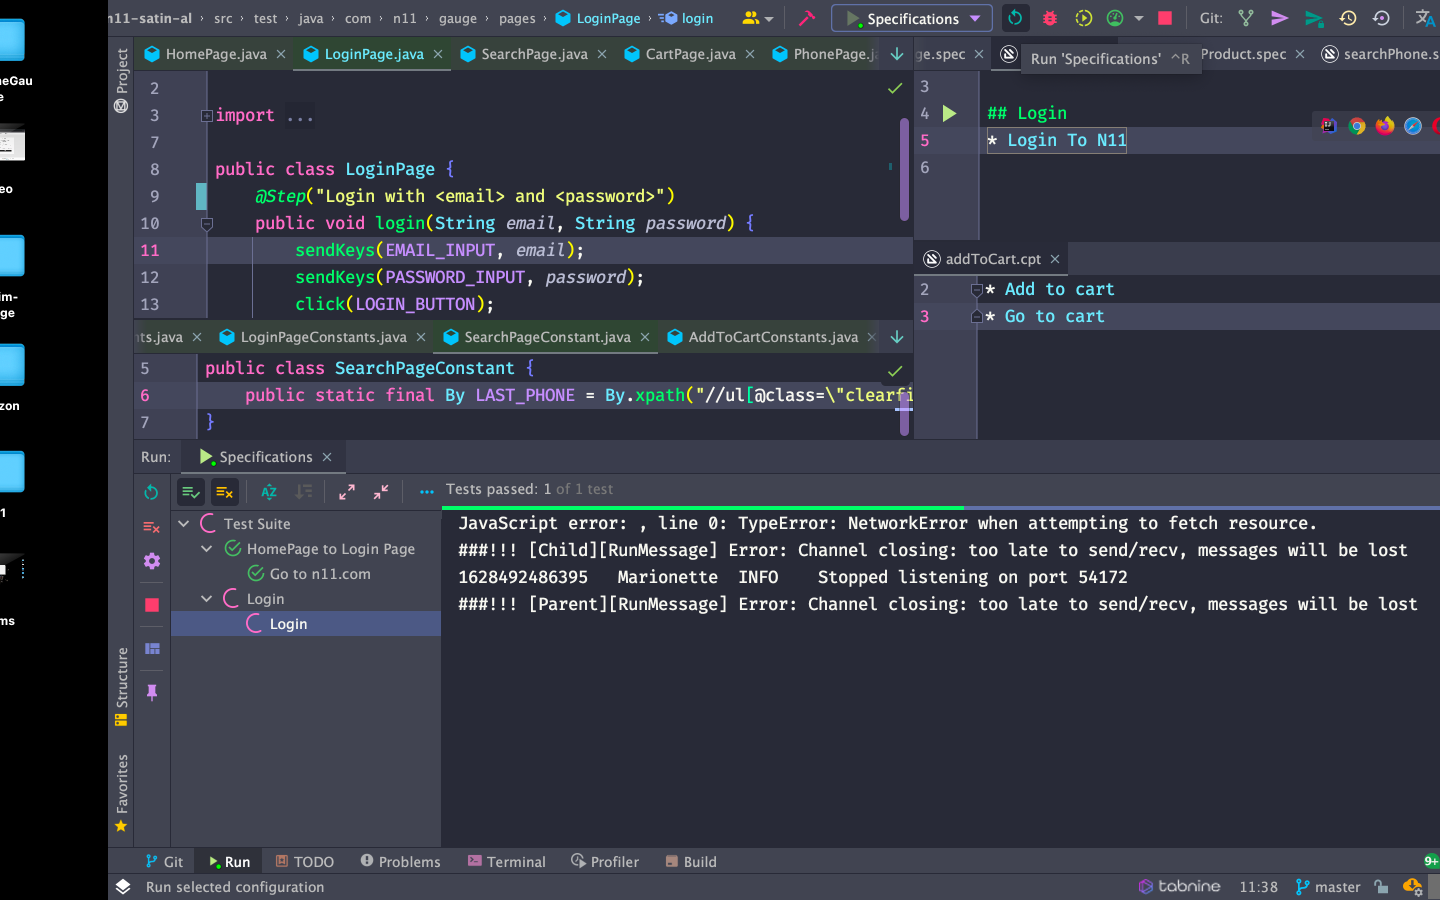 n11-satin-al › src › test › java › com › n11 › gauge › pages › LoginPage › login
Specifications
Git:
HomePage.java
LoginPage.java
SearchPage.java
CartPage.java
PhonePage.j
ge.spec
Run 'Specifications' ^R
Product.spec
searchPhone.s
Project
2
3 import ...
7
8 public class LoginPage {
9 @Step("Login with <email> and <password>")
10 public void login(String email, String password) {
11 sendKeys(EMAIL_INPUT, email);
12 sendKeys(PASSWORD_INPUT, password);
13 click(LOGIN_BUTTON);
3
4 ## Login
5 * Login To N11
6
addToCart.cpt
2 * Add to cart
3 * Go to cart
ts.java
LoginPageConstants.java
SearchPageConstant.java
AddToCartConstants.java
5 public class SearchPageConstant {
6 public static final By LAST_PHONE = By.xpath("//ul[@class=\"clearfi
7 }
Run:
Specifications
Tests passed: 1 of 1 test
Test Suite
HomePage to Login Page
Go to n11.com
Login
Login
JavaScript error: , line 0: TypeError: NetworkError when attempting to fetch resource.
###!!! [Child][RunMessage] Error: Channel closing: too late to send/recv, messages will be lost
1628492486395 Marionette INFO Stopped listening on port 54172
###!!! [Parent][RunMessage] Error: Channel closing: too late to send/recv, messages will be lost
Structure
Favorites
Git
Run
TODO
Problems
Terminal
Profiler
Build
9+
Run selected configuration
tabnine
11:38
master
neGau
e
eo
im-
ge
zon
1
ms